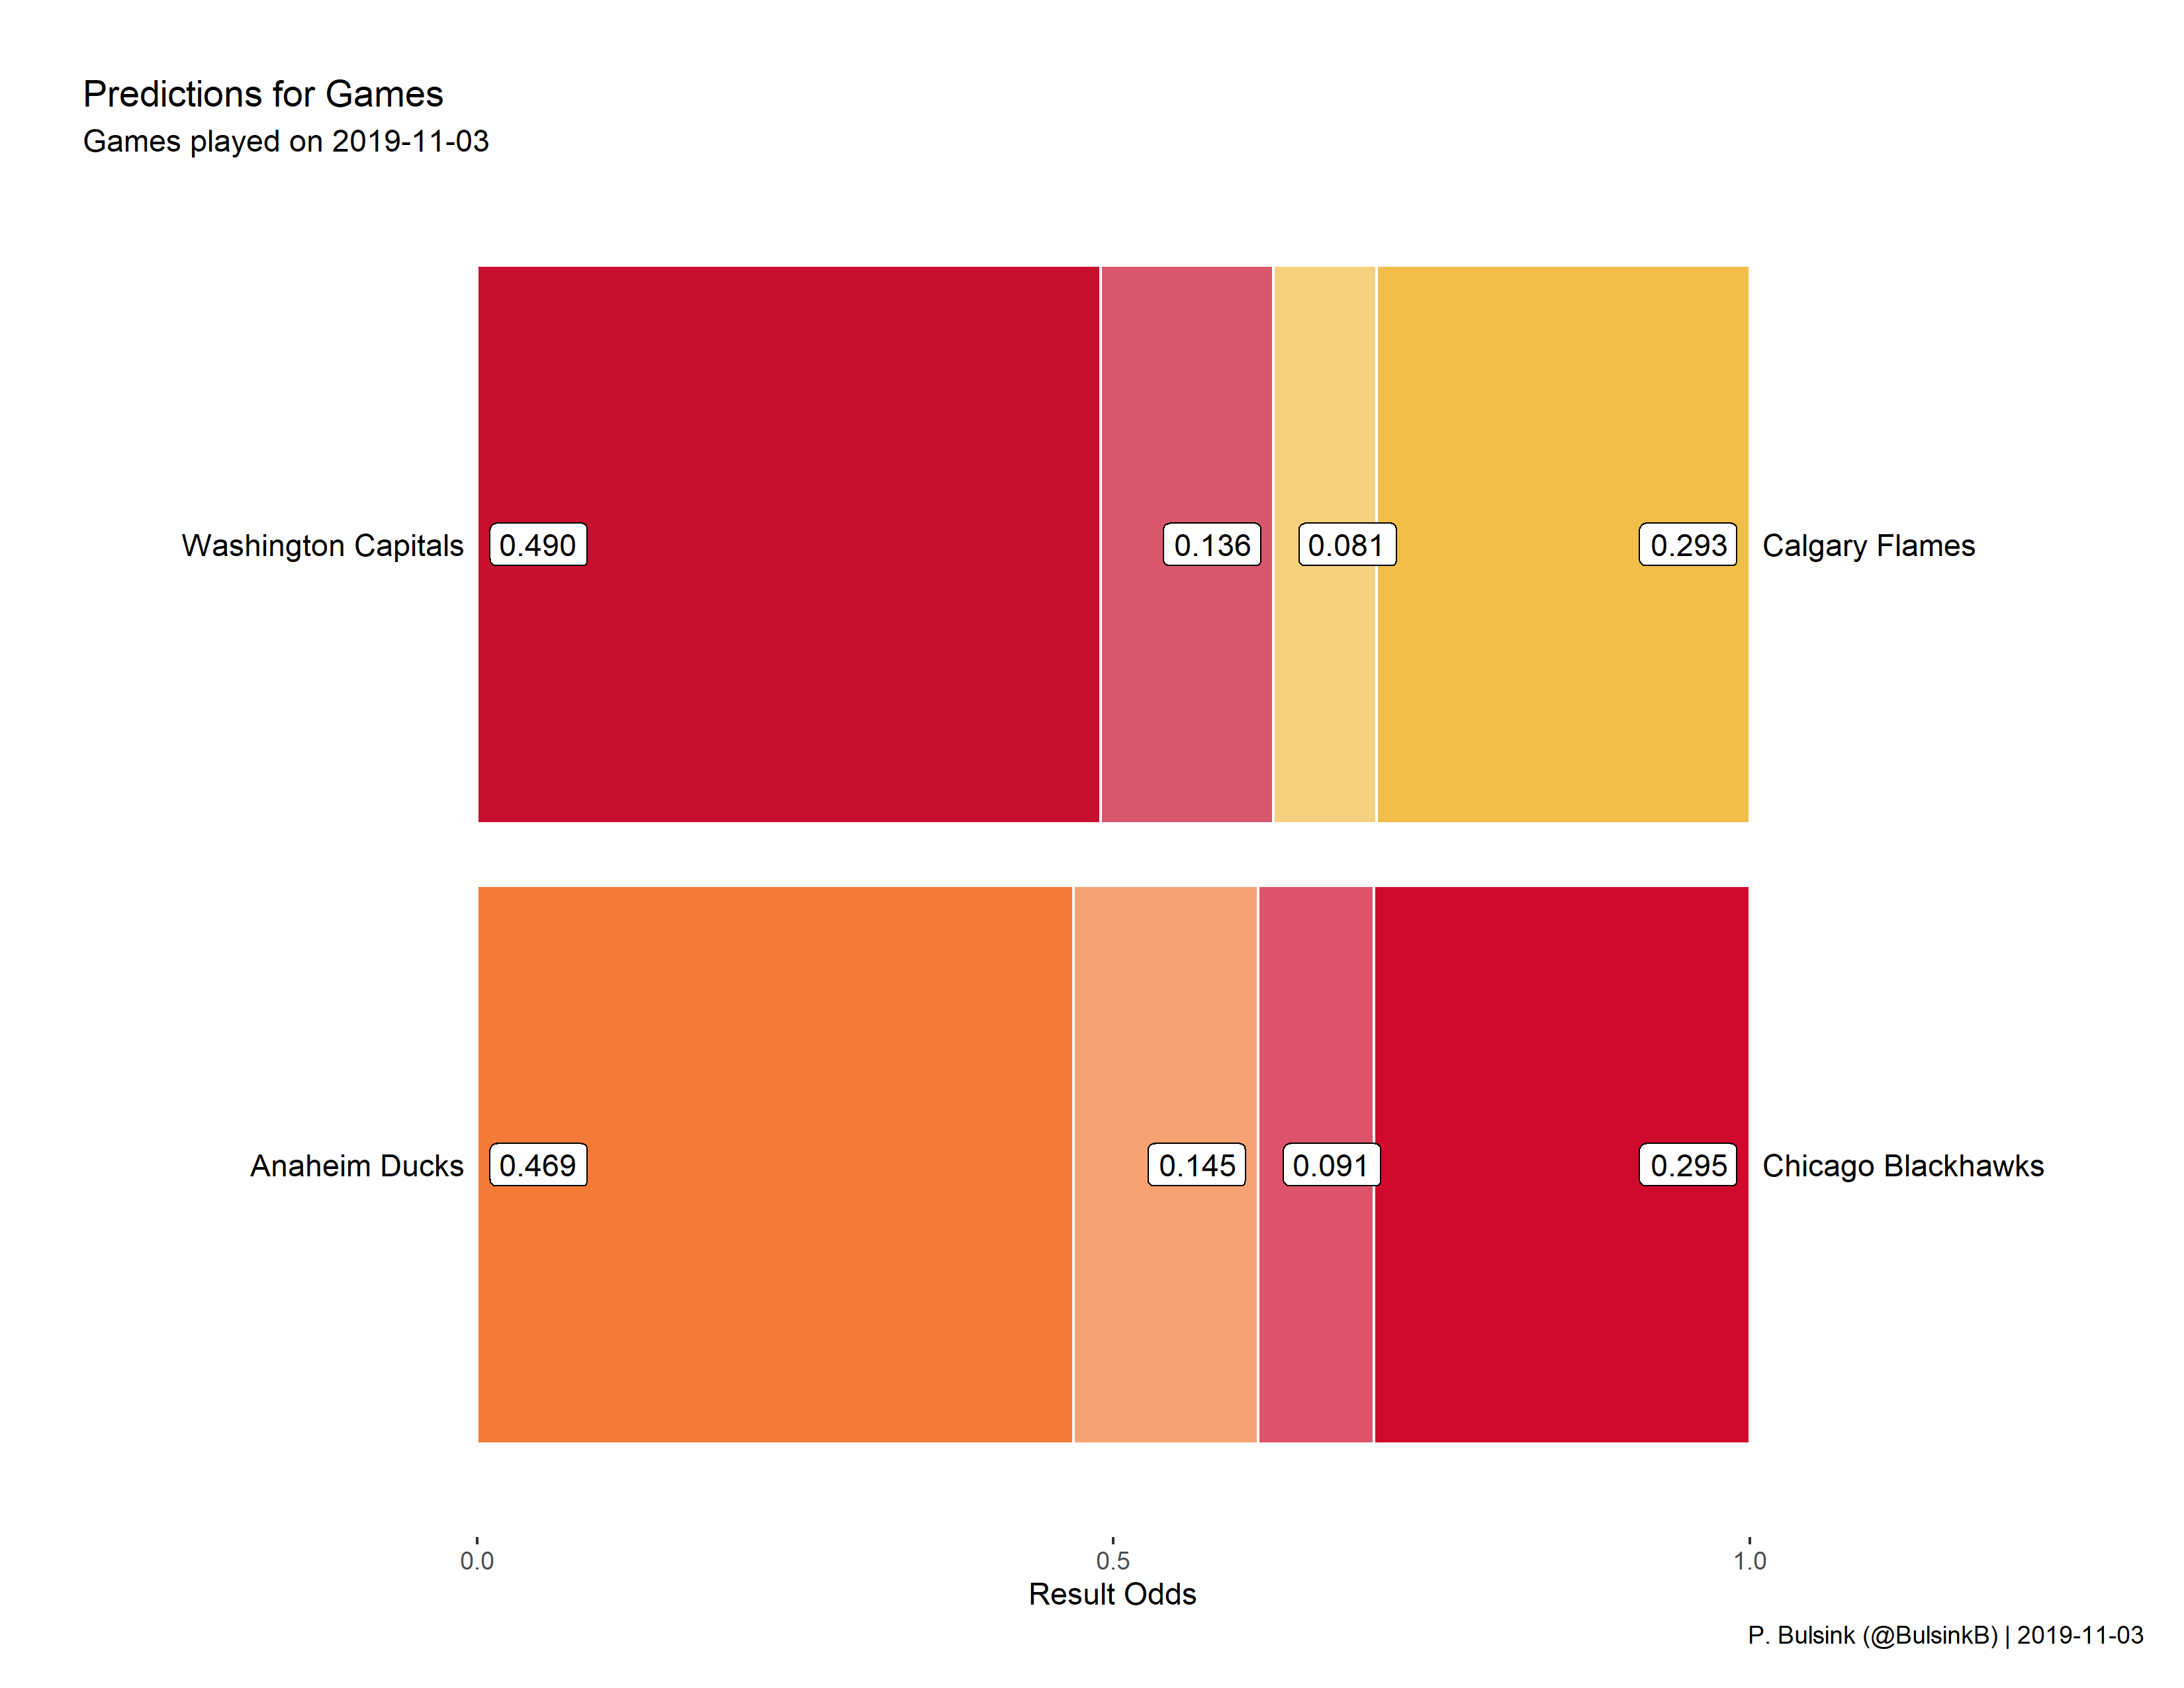 Predictions for Games
Games played on 2019-11-03
Washington Capitals 0.490 0.136 0.081 0.293 Calgary Flames
Anaheim Ducks 0.469 0.145 0.091 0.295 Chicago Blackhawks
0.0 0.5 1.0
Result Odds
P. Bulsink (@BulsinkB) | 2019-11-03